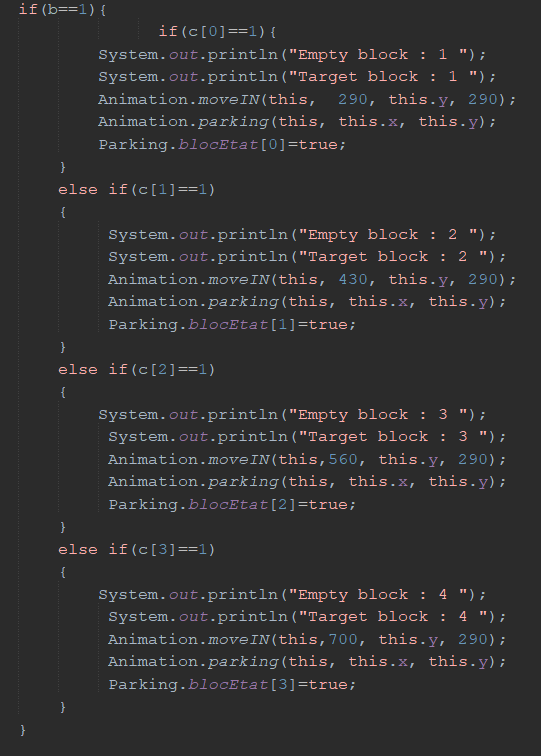 if(b==1){
if(c[0]==1){
System.out.println("Empty block : 1 ");
System.out.println("Target block : 1 ");
Animation.moveIN(this,  290, this.y, 290);
Animation.parking(this, this.x, this.y);
Parking.blocEtat[0]=true;
}
else if(c[1]==1)
{
System.out.println("Empty block : 2 ");
System.out.println("Target block : 2 ");
Animation.moveIN(this, 430, this.y, 290);
Animation.parking(this, this.x, this.y);
Parking.blocEtat[1]=true;
}
else if(c[2]==1)
{
System.out.println("Empty block : 3 ");
System.out.println("Target block : 3 ");
Animation.moveIN(this,560, this.y, 290);
Animation.parking(this, this.x, this.y);
Parking.blocEtat[2]=true;
}
else if(c[3]==1)
{
System.out.println("Empty block : 4 ");
System.out.println("Target block : 4 ");
Animation.moveIN(this,700, this.y, 290);
Animation.parking(this, this.x, this.y);
Parking.blocEtat[3]=true;
}
}